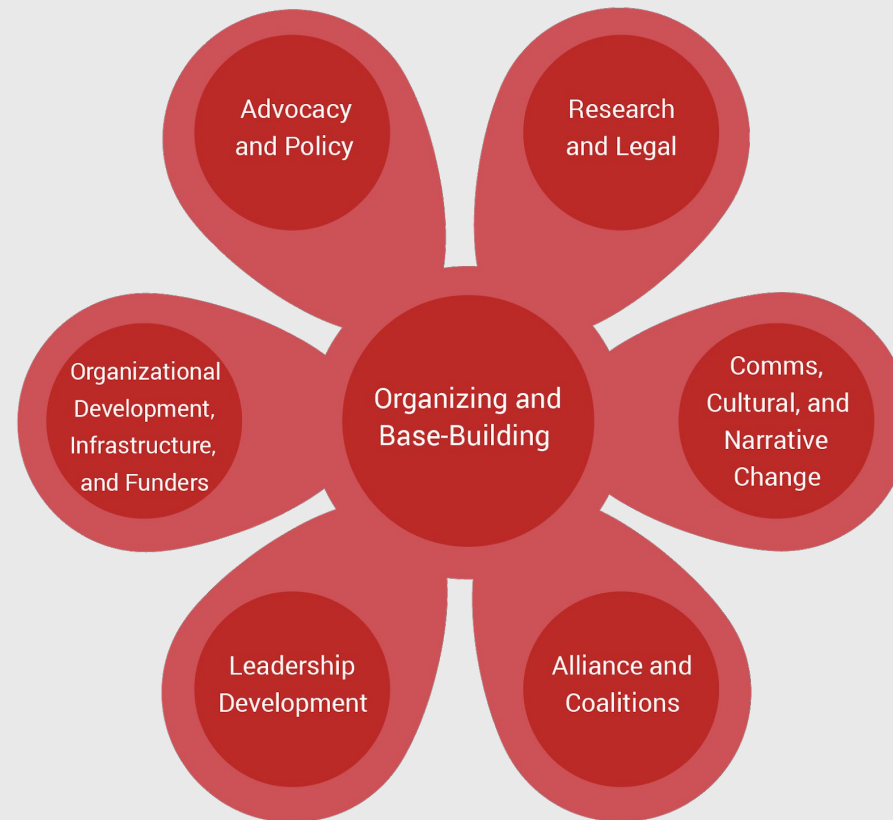 Advocacy
and Policy
Research
and Legal
Organizational
Development,
Infrastructure,
and Funders
Organizing and
Base-Building
Comms,
Cultural, and
Narrative
Change
Leadership
Development
Alliance and
Coalitions